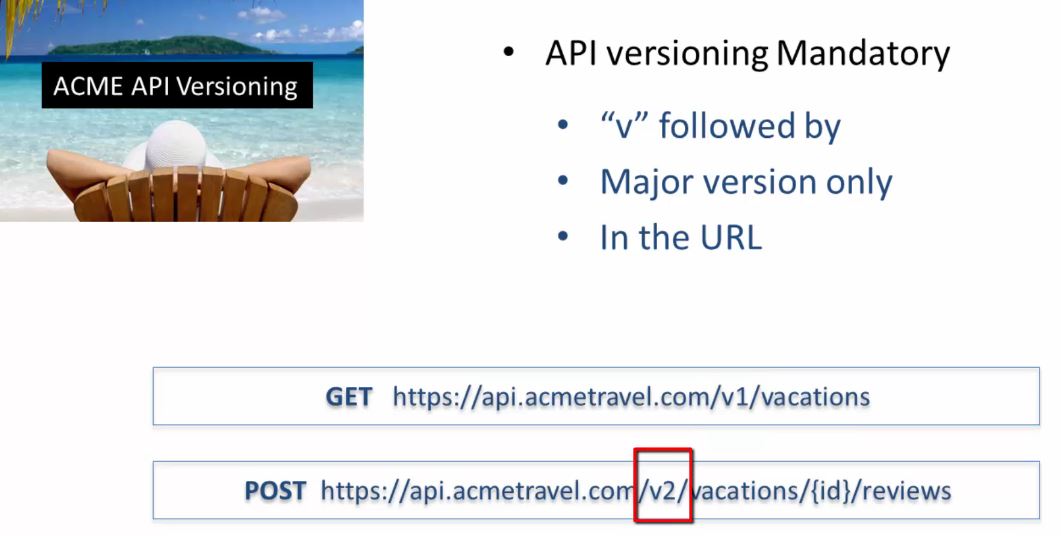 ACME API Versioning
• API versioning Mandatory
• “v” followed by
• Major version only
• In the URL
GET https://api.acmetravel.com/v1/vacations
POST https://api.acmetravel.com/v2/vacations/{id}/reviews